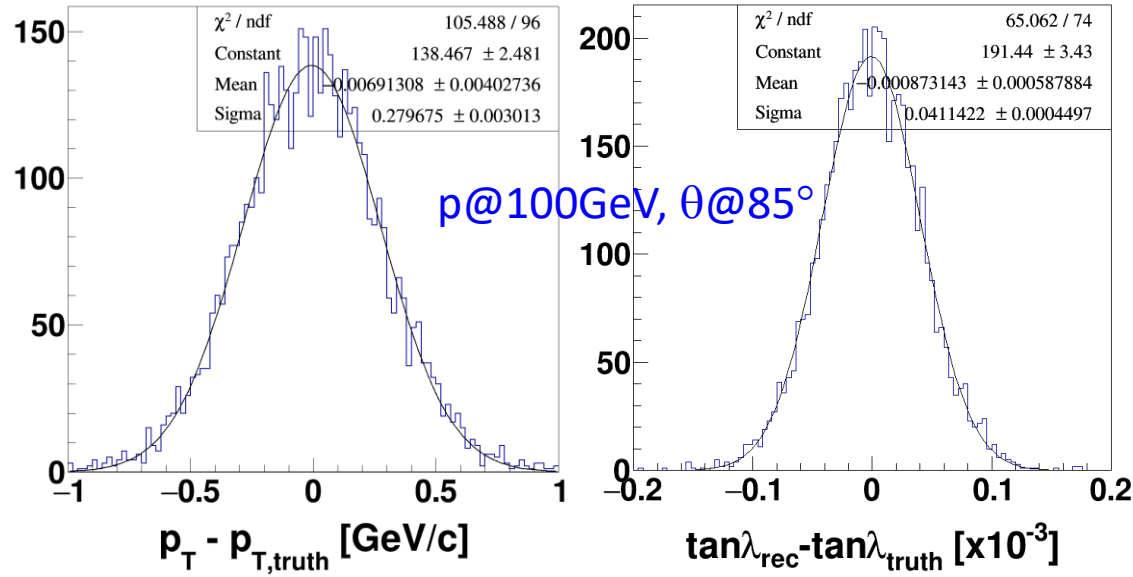 χ² / ndf 105.488 / 96
Constant 138.467 ± 2.481
Mean −0.00691308 ± 0.00402736
Sigma 0.279675 ± 0.003013
150
100
50
0
−1 −0.5 0 0.5 1
p_T - p_T,truth [GeV/c]
p@100GeV, θ@85°
χ² / ndf 65.062 / 74
Constant 191.44 ± 3.43
Mean −0.000873143 ± 0.000587884
Sigma 0.0411422 ± 0.0004497
200
150
100
50
0
−0.2 −0.1 0 0.1 0.2
tanλ_rec-tanλ_truth [x10⁻³]